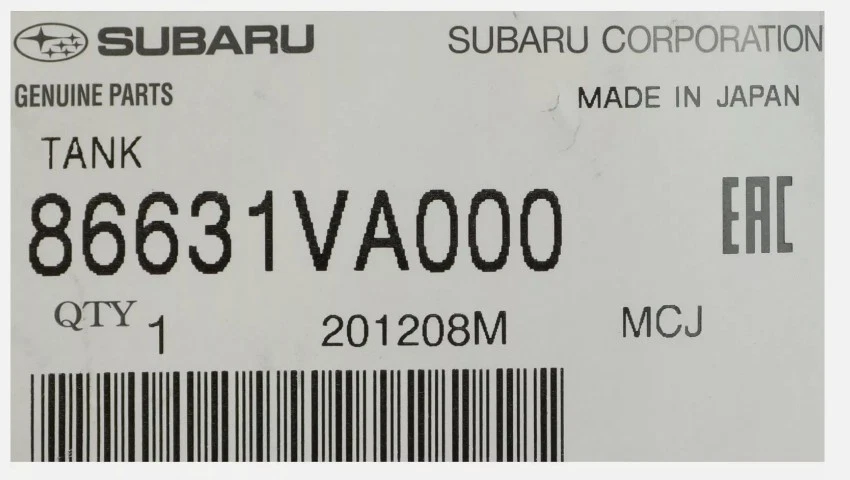 SUBARU SUBARU CORPORATION
GENUINE PARTS MADE IN JAPAN
TANK
86631VA000
EAC
QTY 1 201208M MCJ